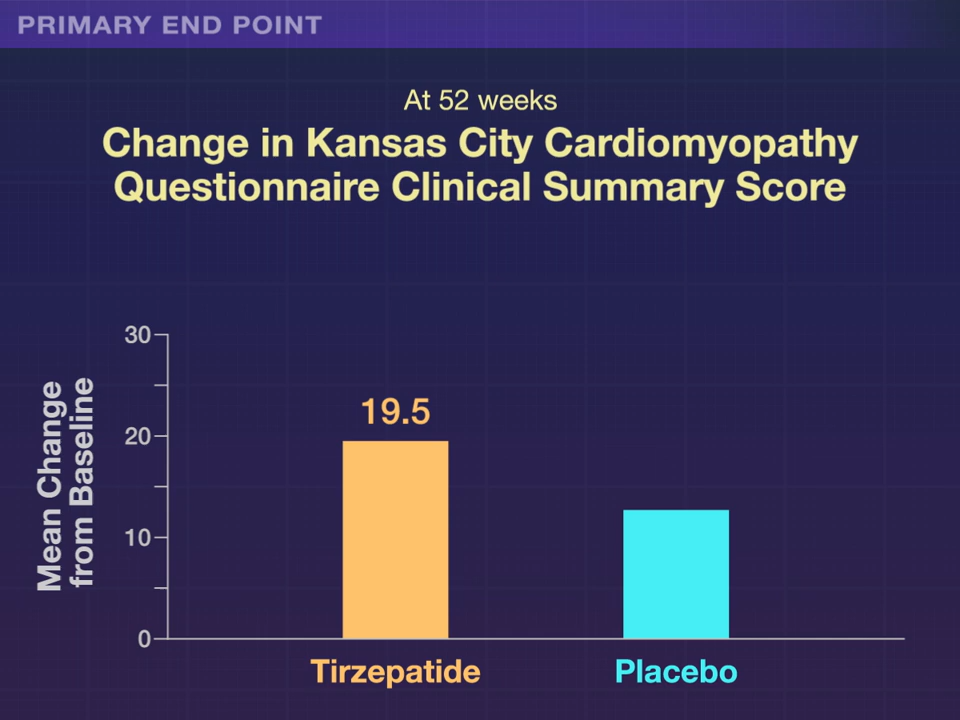 PRIMARY END POINT
At 52 weeks
Change in Kansas City Cardiomyopathy
Questionnaire Clinical Summary Score
Mean Change
from Baseline
30
20
10
0
19.5
Tirzepatide
Placebo